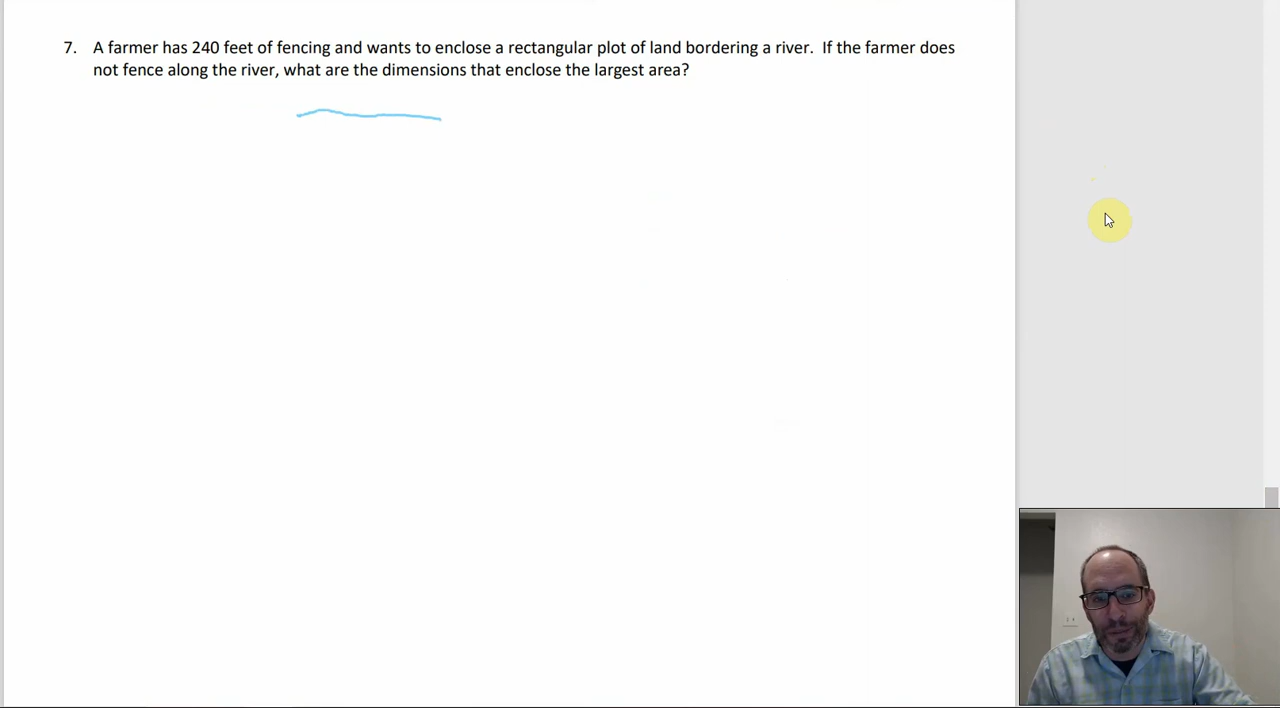 7. A farmer has 240 feet of fencing and wants to enclose a rectangular plot of land bordering a river. If the farmer does
not fence along the river, what are the dimensions that enclose the largest area?